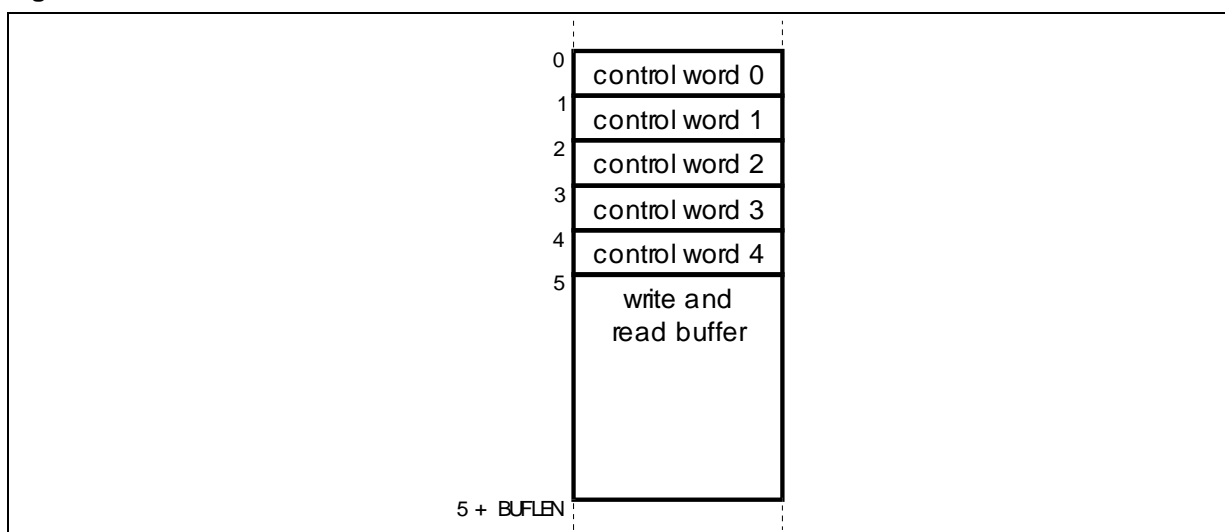 0
control word 0
1
control word 1
2
control word 2
3
control word 3
4
control word 4
5
write and
read buffer
5 + BUFLEN